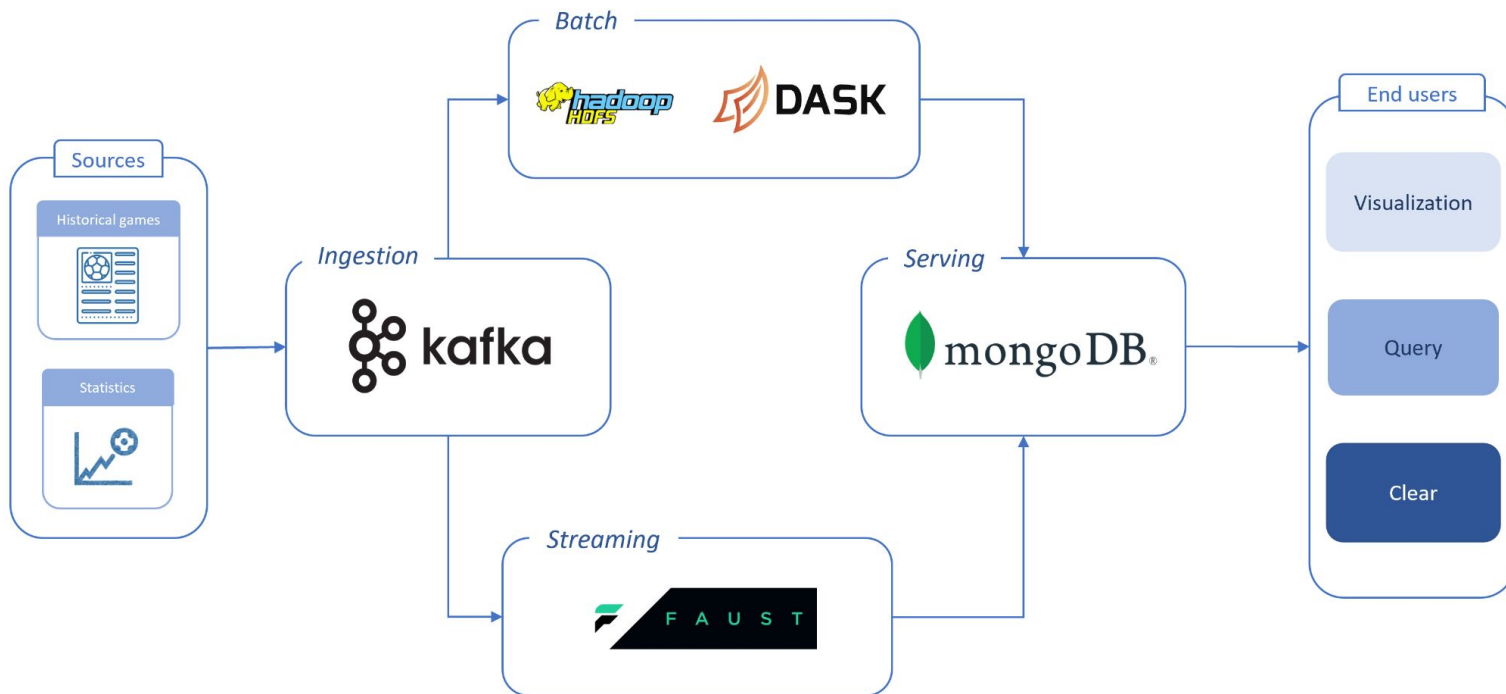 Batch
hadoop
HDFS
DASK
Sources
Historical games
Statistics
Ingestion
kafka
Streaming
FAUST
Serving
mongoDB®
End users
Visualization
Query
Clear